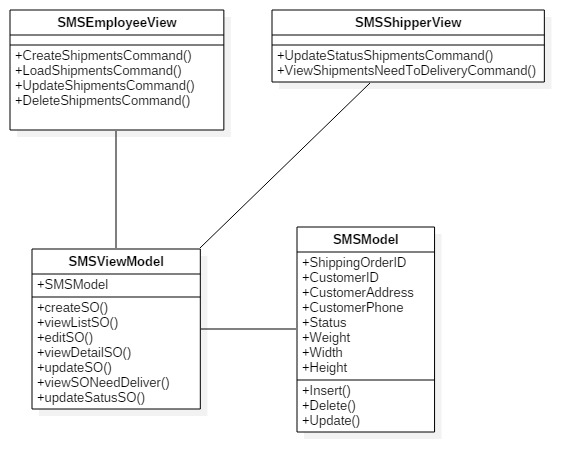 SMSEmployeeView
+CreateShipmentsCommand()
+LoadShipmentsCommand()
+UpdateShipmentsCommand()
+DeleteShipmentsCommand()
SMSShipperView
+UpdateStatusShipmentsCommand()
+ViewShipmentsNeedToDeliveryCommand()
SMSViewModel
+SMSModel
+createSO()
+viewListSO()
+editSO()
+viewDetailSO()
+updateSO()
+viewSONeedDeliver()
+updateSatusSO()
SMSModel
+ShippingOrderID
+CustomerID
+CustomerAddress
+CustomerPhone
+Status
+Weight
+Width
+Height
+Insert()
+Delete()
+Update()